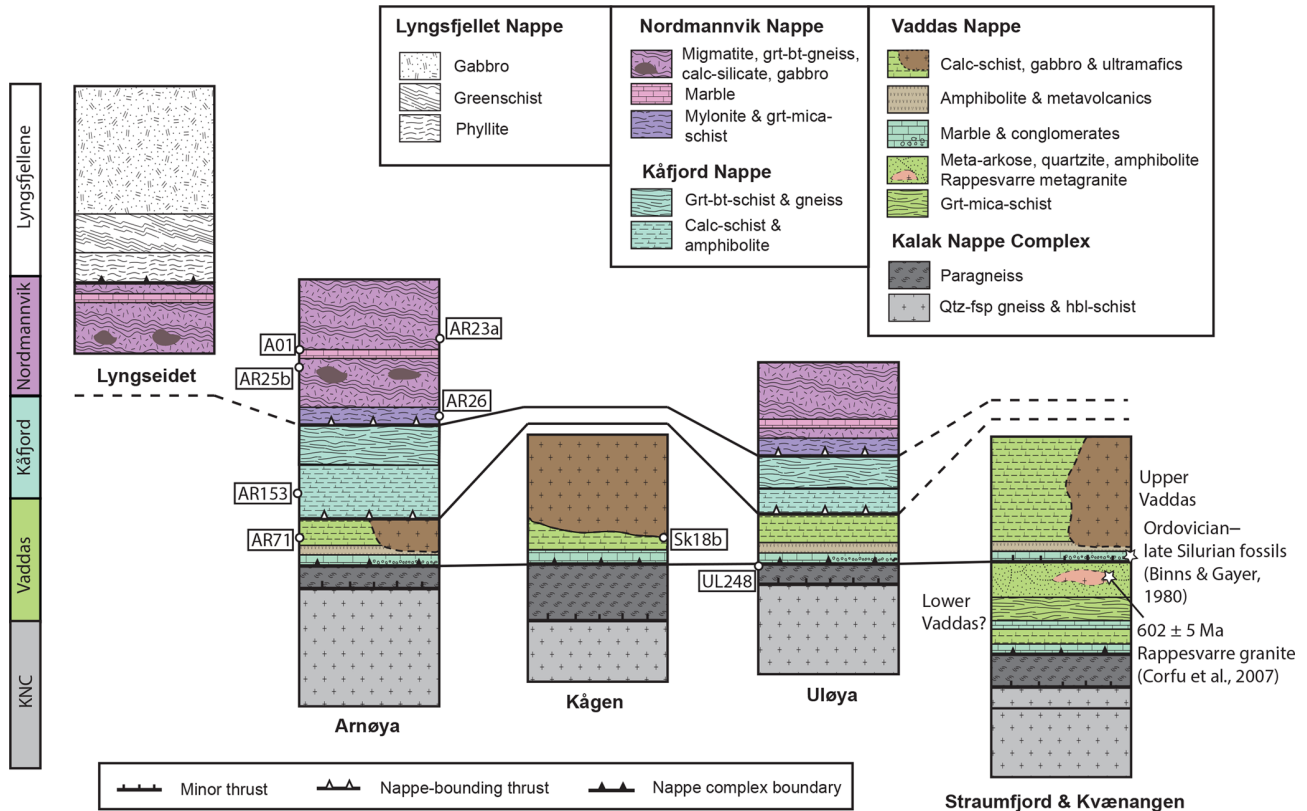 Lyngsfjellet Nappe
Gabbro
Greenschist
Phyllite
Nordmannvik Nappe
Migmatite, grt-bt-gneiss,
calc-silicate, gabbro
Marble
Mylonite & grt-mica-
schist
Kåfjord Nappe
Grt-bt-schist & gneiss
Calc-schist &
amphibolite
Vaddas Nappe
Calc-schist, gabbro & ultramafics
Amphibolite & metavolcanics
Marble & conglomerates
Meta-arkose, quartzite, amphibolite
Rappesvarre metagranite
Grt-mica-schist
Kalak Nappe Complex
Paragneiss
Qtz-fsp gneiss & hbl-schist
Lyngsfjellene
Nordmannvik
Kåfjord
Vaddas
KNC
Lyngseidet
A01
AR25b
AR23a
AR26
AR153
AR71
Arnøya
Sk18b
Kågen
UL248
Uløya
Lower
Vaddas?
Upper
Vaddas
Ordovician–
late Silurian fossils
(Binns & Gayer,
1980)
602 ± 5 Ma
Rappesvarre granite
(Corfu et al., 2007)
Straumfjord & Kvænangen
Minor thrust
Nappe-bounding thrust
Nappe complex boundary